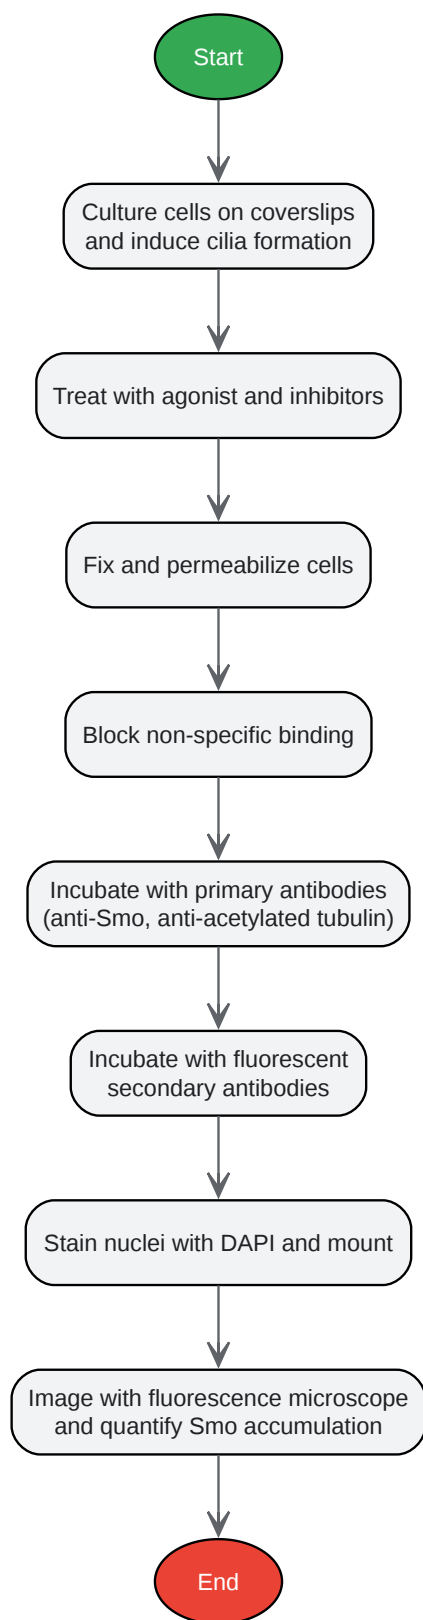 Start
Culture cells on coverslips
and induce cilia formation
Treat with agonist and inhibitors
Fix and permeabilize cells
Block non-specific binding
Incubate with primary antibodies
(anti-Smo, anti-acetylated tubulin)
Incubate with fluorescent
secondary antibodies
Stain nuclei with DAPI and mount
Image with fluorescence microscope
and quantify Smo accumulation
End